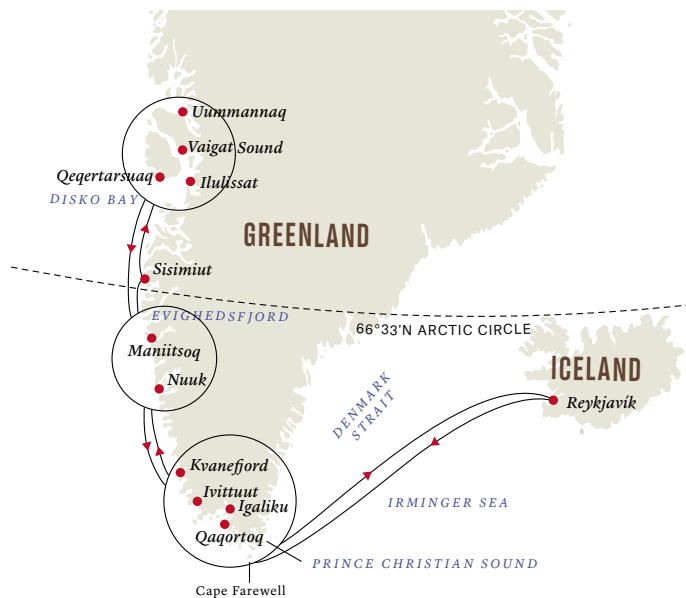 Uummannaq
Vaigat Sound
Qeqertarsuaq
Ilulissat
DISKO BAY
GREENLAND
Sisimiut
EVIGHEDSFJORD
66°33'N ARCTIC CIRCLE
Maniitsoq
ICELAND
Nuuk
DENMARK
STRAIT
Reykjavík
Kvanefjord
Ivittuut
Igaliku
IRMINGER SEA
Qaqortoq
PRINCE CHRISTIAN SOUND
Cape Farewell